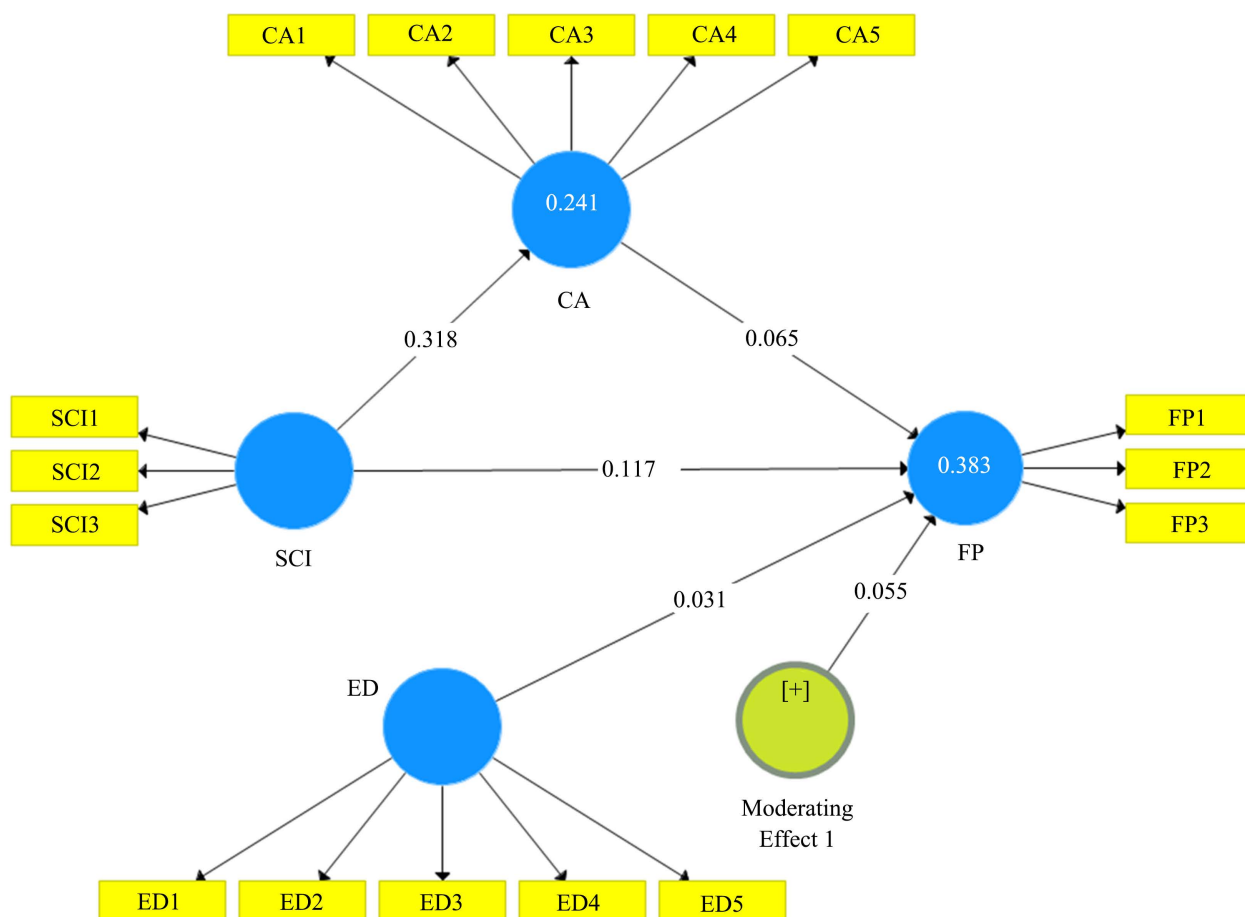 CA1
CA2
CA3
CA4
CA5
0.241
CA
0.318
0.065
SCI1
SCI2
SCI3
SCI
0.117
0.383
FP
FP1
FP2
FP3
0.031
0.055
ED
[+]
Moderating
Effect 1
ED1
ED2
ED3
ED4
ED5